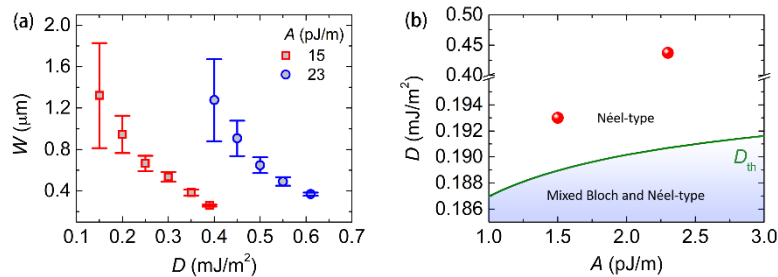 (a)
A (pJ/m)
15
23
2.0
1.6
1.2
0.8
0.4
W (μm)
0.1 0.2 0.3 0.4 0.5 0.6 0.7
D (mJ/m²)
(b)
0.50
0.45
0.40
0.194
0.192
0.190
0.188
0.186
D (mJ/m²)
Néel-type
Dth
Mixed Bloch and Néel-type
1.0 1.5 2.0 2.5 3.0
A (pJ/m)